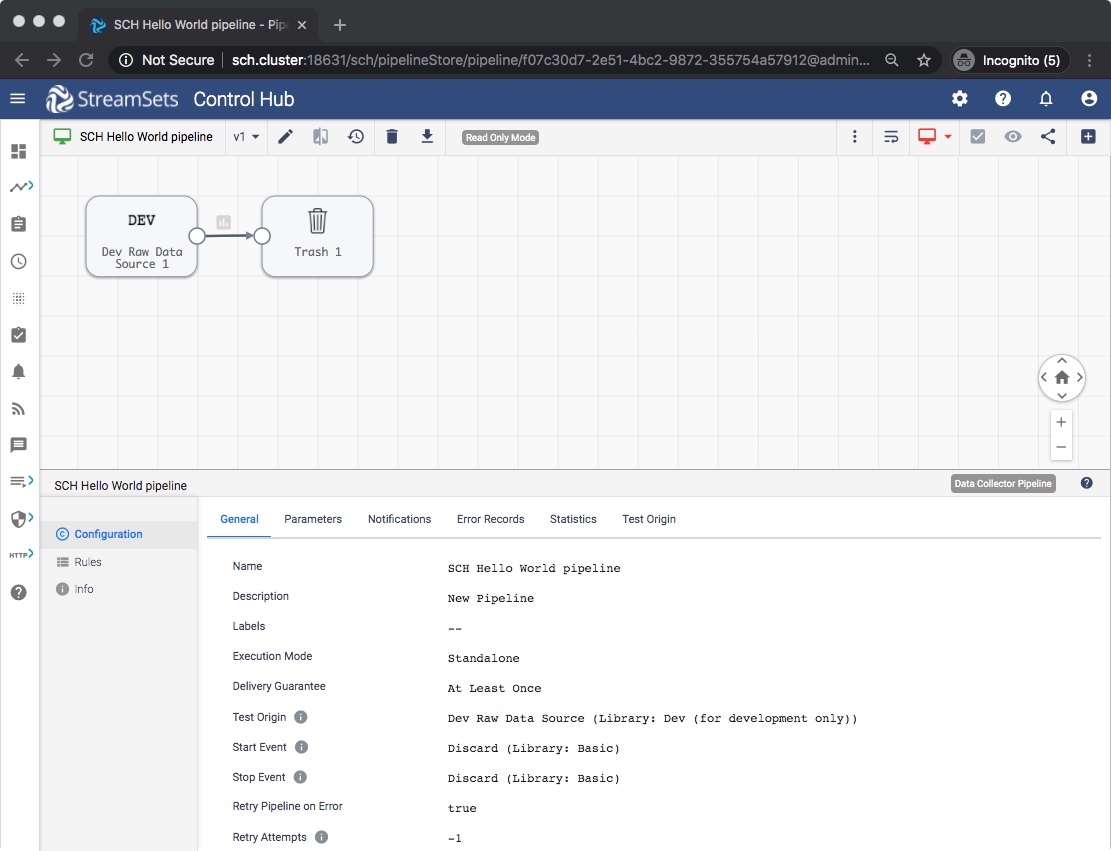 SCH Hello World pipeline - Pip
Not Secure
sch.cluster:18631/sch/pipelineStore/pipeline/f07c30d7-2e51-4bc2-9872-355754a57912@admin...
Incognito (5)
StreamSets Control Hub
SCH Hello World pipeline
v1
Read Only Mode
DEV
Dev Raw Data
Source 1
Trash 1
SCH Hello World pipeline
Data Collector Pipeline
HTTP
Configuration
Rules
Info
General
Parameters
Notifications
Error Records
Statistics
Test Origin
Name
SCH Hello World pipeline
Description
New Pipeline
Labels
--
Execution Mode
Standalone
Delivery Guarantee
At Least Once
Test Origin
Dev Raw Data Source (Library: Dev (for development only))
Start Event
Discard (Library: Basic)
Stop Event
Discard (Library: Basic)
Retry Pipeline on Error
true
Retry Attempts
-1